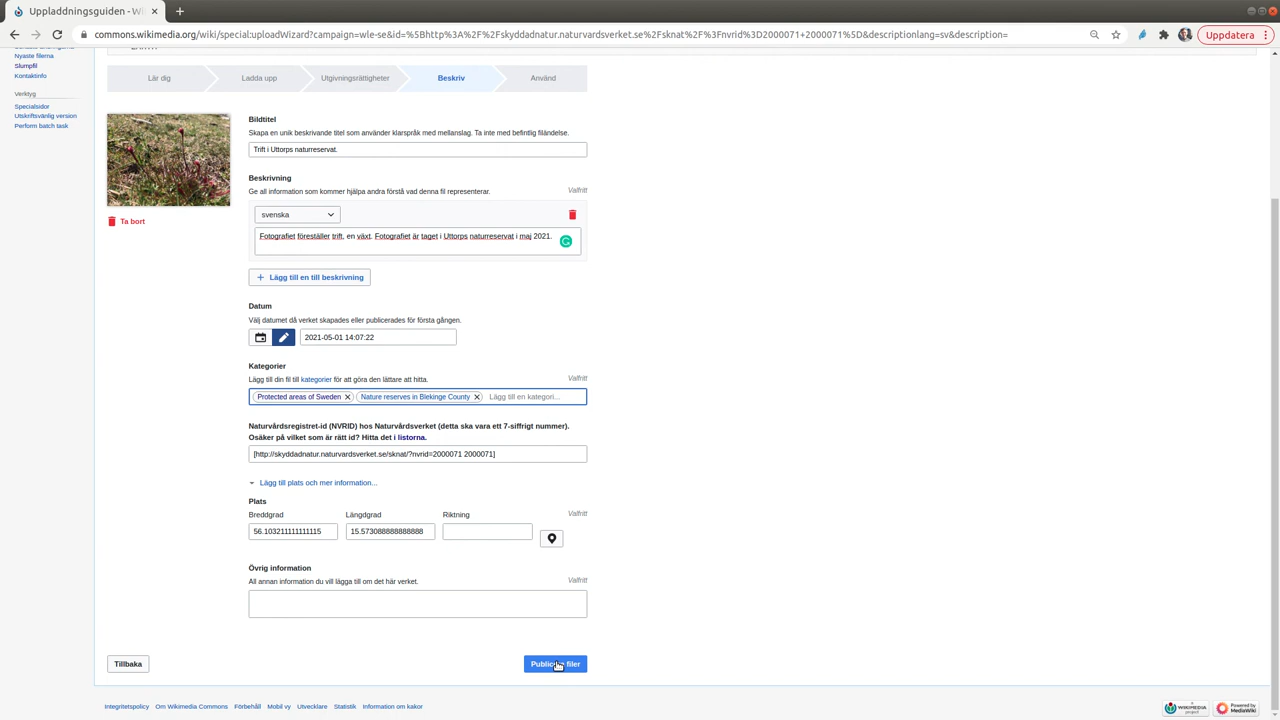 Uppladdningsguiden - Wi
commons.wikimedia.org/wiki/special:uploadWizard?campaign=wle-se&id=%5Bhttp%3A%2F%2Fskyddadnatur.naturvardsverket.se%2Fsknat%2F%3Fnvrid%3D2000071+2000071%5D&descriptionlang=sv&description=
Uppdatera
Nyaste filerna
Slumpfil
Kontaktinfo
Verktyg
Specialsidor
Utskriftsvänlig version
Perform batch task
Lär dig
Ladda upp
Utgivningsrättigheter
Beskriv
Använd
Ta bort
Bildtitel
Skapa en unik beskrivande titel som använder klarspråk med mellanslag. Ta inte med befintlig filändelse.
Trift i Uttorps naturreservat.
Beskrivning
Ge all information som kommer hjälpa andra förstå vad denna fil representerar.
Valfritt
svenska
Fotografiet föreställer trift, en växt. Fotografiet är taget i Uttorps naturreservat i maj 2021.
Lägg till en till beskrivning
Datum
Välj datumet då verket skapades eller publicerades för första gången.
2021-05-01 14:07:22
Kategorier
Lägg till din fil till kategorier för att göra den lättare att hitta.
Valfritt
Protected areas of Sweden
Nature reserves in Blekinge County
Lägg till en kategori...
Naturvårdsregistret-id (NVRID) hos Naturvårdsverket (detta ska vara ett 7-siffrigt nummer).
Osäker på vilket som är rätt id? Hitta det i listorna.
[http://skyddadnatur.naturvardsverket.se/sknat/?nvrid=2000071 2000071]
Lägg till plats och mer information...
Plats
Breddgrad
Längdgrad
Riktning
Valfritt
56.103211111111115
15.573088888888888
Övrig information
All annan information du vill lägga till om det här verket.
Valfritt
Tillbaka
Publicera filer
Integritetspolicy
Om Wikimedia Commons
Förbehåll
Mobil vy
Utvecklare
Statistik
Information om kakor
WIKIMEDIA
project
Powered by
MediaWiki